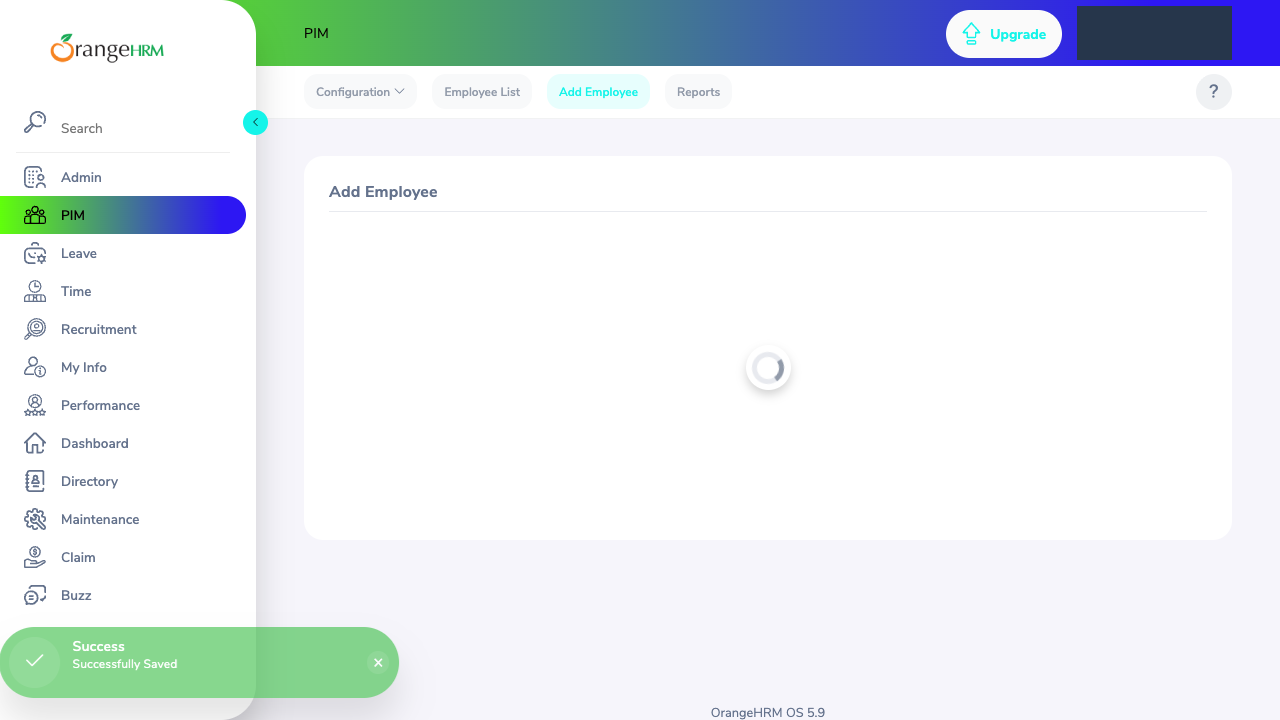 OrangeHRM
Search
Admin
PIM
Leave
Time
Recruitment
My Info
Performance
Dashboard
Directory
Maintenance
Claim
Buzz
PIM
Upgrade
Configuration
Employee List
Add Employee
Reports
?
Add Employee
Success
Successfully Saved
OrangeHRM OS 5.9